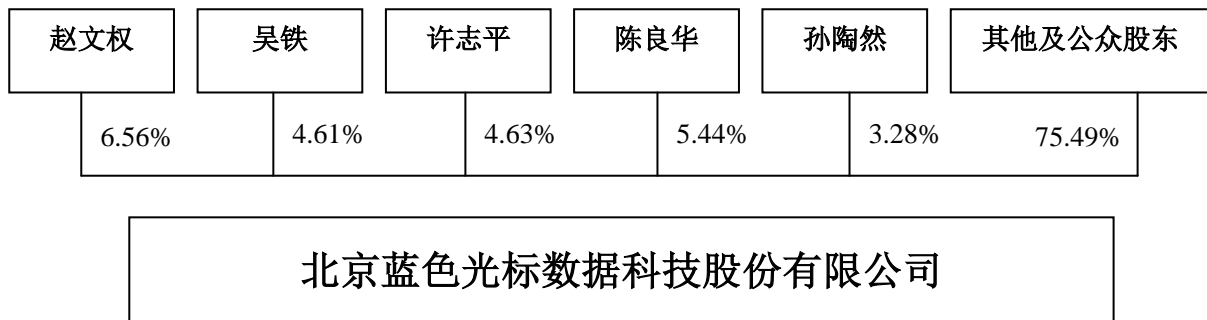 赵文权 吴铁 许志平 陈良华 孙陶然 其他及公众股东
6.56% 4.61% 4.63% 5.44% 3.28% 75.49%
北京蓝色光标数据科技股份有限公司